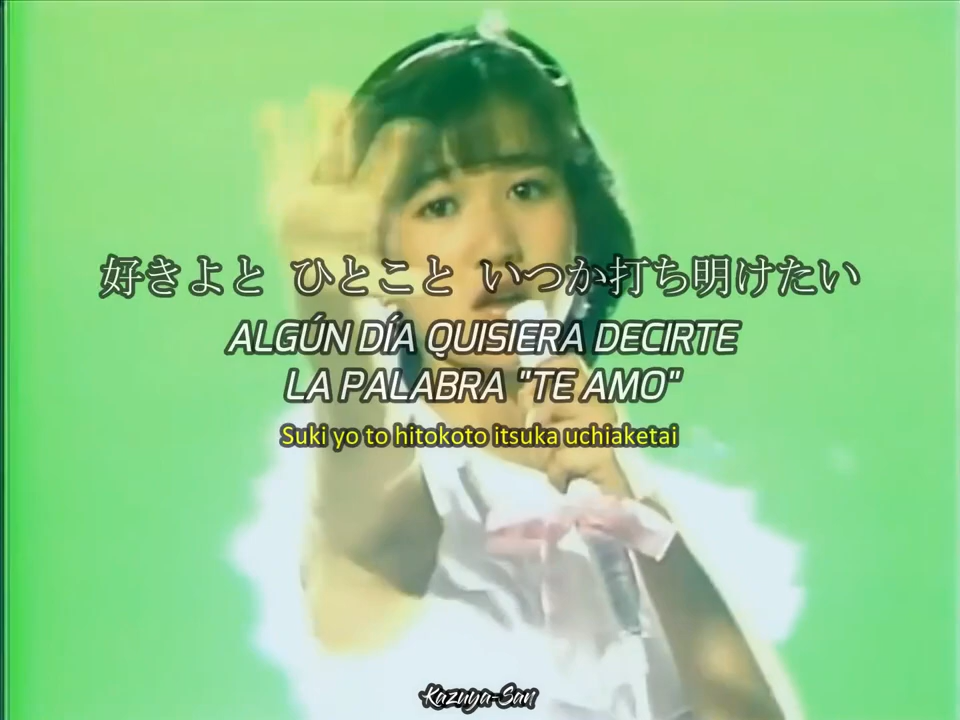 好きよと ひとこと いつか打ち明けたい
ALGÚN DÍA QUISIERA DECIRTE
LA PALABRA "TE AMO"
Suki yo to hitokoto itsuka uchiaketai
Kazuya-San